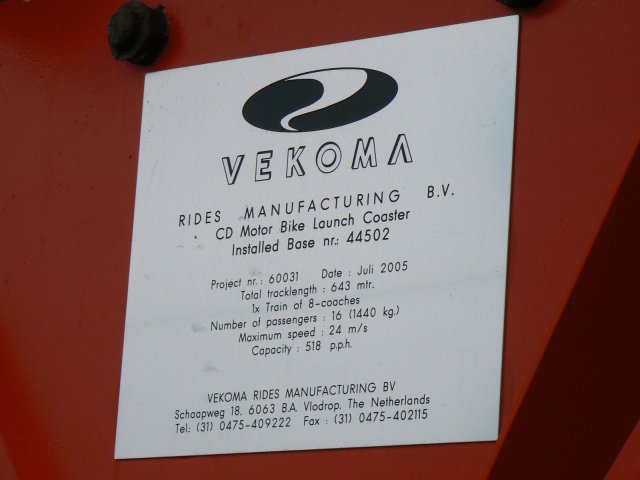 VEKOMA
RIDES MANUFACTURING B.V.
CD Motor Bike Launch Coaster
Installed Base nr.: 44502
Project nr.: 60031 Date : Juli 2005
Total tracklength : 643 mtr.
1x Train of 8-coaches
Number of passengers : 16 (1440 kg.)
Maximum speed : 24 m/s
Capacity : 518 p.p.h.
VEKOMA RIDES MANUFACTURING BV
Schaapweg 18, 6063 B.A. Vlodrop, The Netherlands
Tel: (31) 0475-409222 Fax : (31) 0475-402115